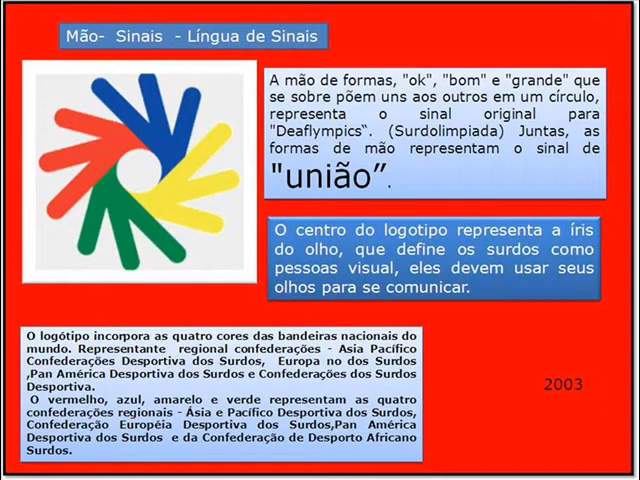 Mão-  Sinais  - Língua de Sinais
A mão de formas, "ok", "bom" e "grande" que
se sobre põem uns aos outros em um círculo,
representa o sinal original para
"Deaflympics“. (Surdolimpiada) Juntas, as
formas de mão representam o sinal de
"união”.
O centro do logotipo representa a íris
do olho, que define os surdos como
pessoas visual, eles devem usar seus
olhos para se comunicar.
O logótipo incorpora as quatro cores das bandeiras nacionais do
mundo. Representante  regional confederações - Asia Pacífico
Confederações Desportiva dos Surdos,  Europa no dos Surdos
,Pan América Desportiva dos Surdos e Confederações dos Surdos
Desportiva.
O vermelho, azul, amarelo e verde representam as quatro
confederações regionais - Ásia e Pacífico Desportiva dos Surdos,
Confederação Européia Desportiva dos Surdos,Pan América
Desportiva dos Surdos  e da Confederação de Desporto Africano
Surdos.
2003